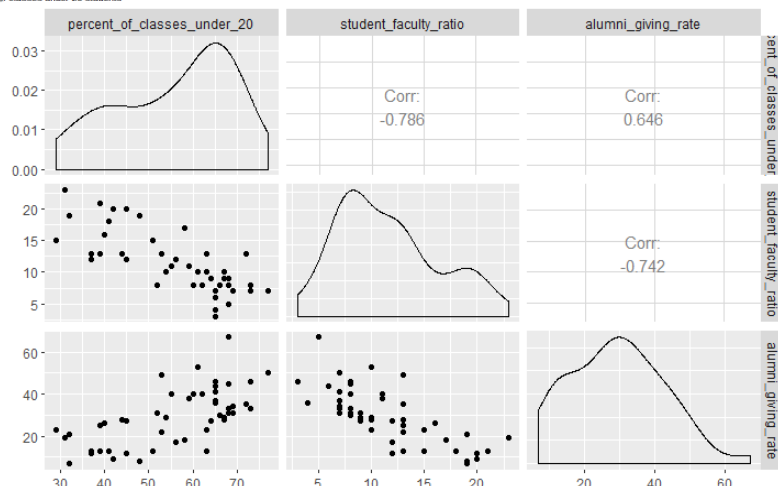 percent_of_classes_under_20 student_faculty_ratio alumni_giving_rate
0.03
0.02
0.01
0.00
Corr:
-0.786
Corr:
0.646
20
15
10
5
Corr:
-0.742
student_faculty_ratio
60
40
20
alumni_giving_rate
30 40 50 60 70
5 10 15 20
20 40 60